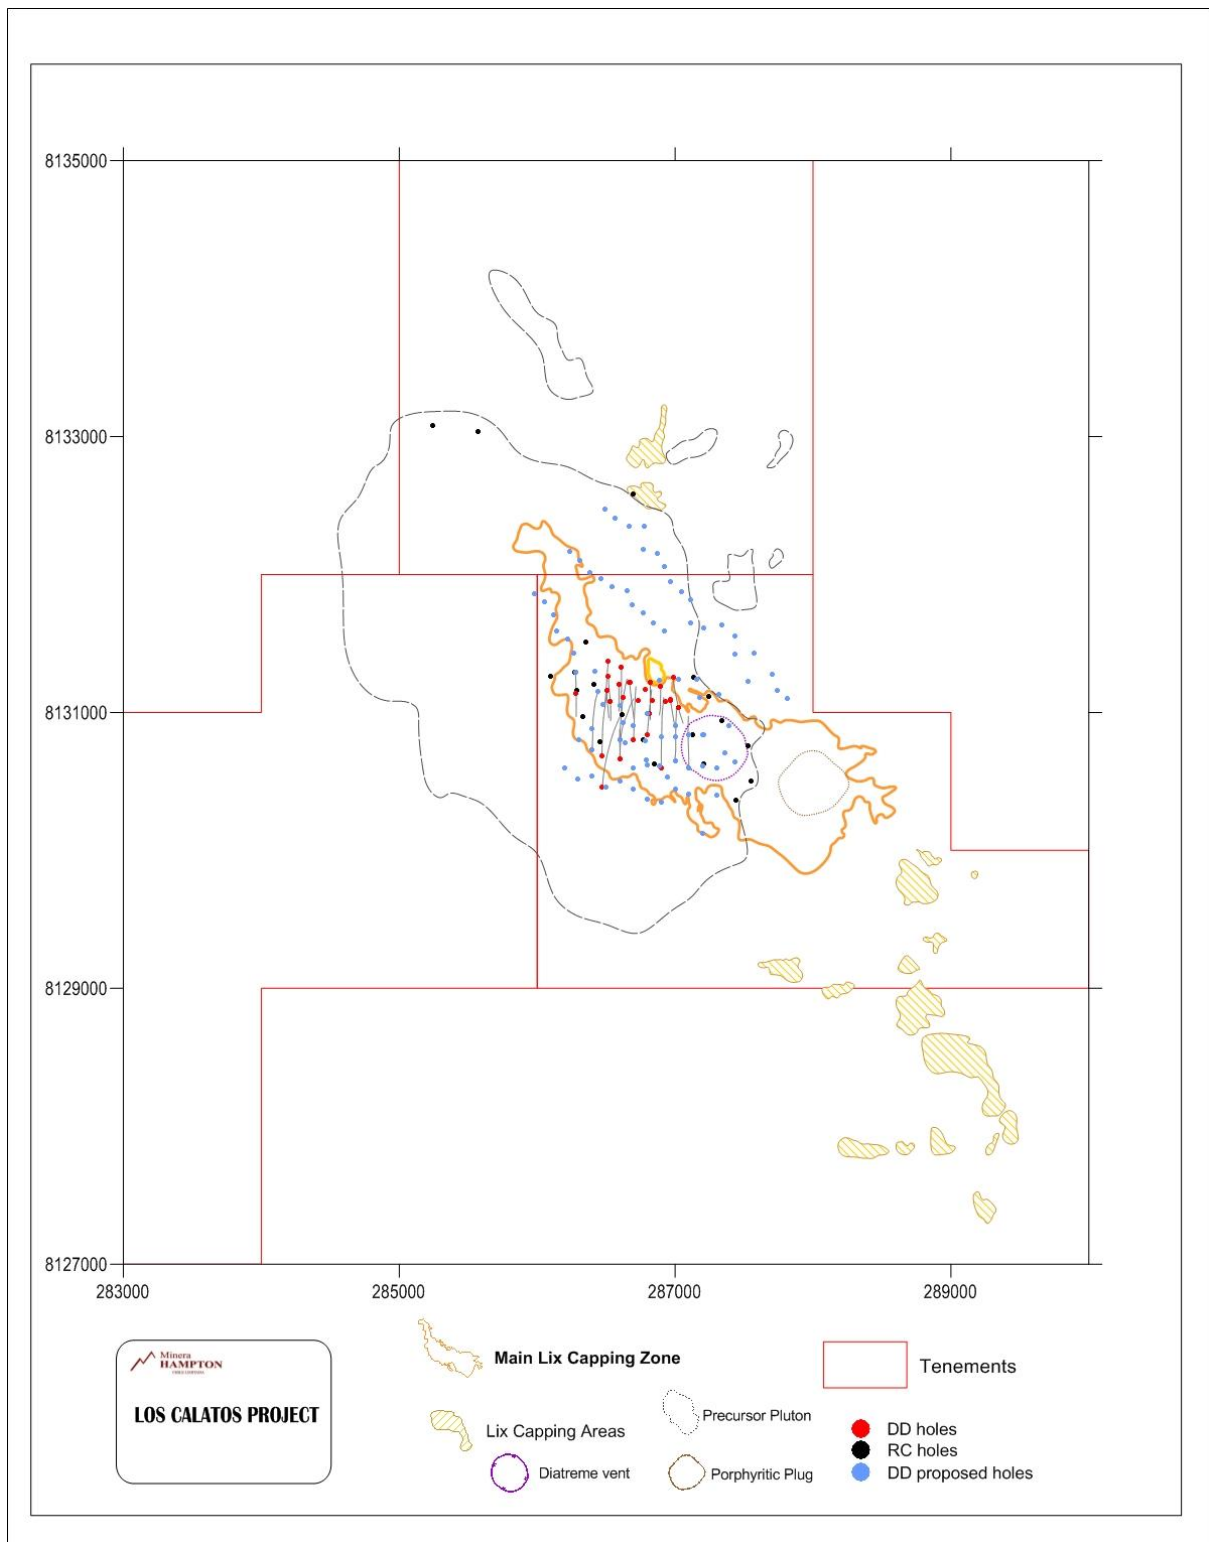 8135000
8133000
8131000
8129000
8127000
283000
285000
287000
289000
Minera
HAMPTON
LOS CALATOS PROJECT
Main Lix Capping Zone
Lix Capping Areas
Precursor Pluton
Diatreme vent
Porphyritic Plug
Tenements
DD holes
RC holes
DD proposed holes